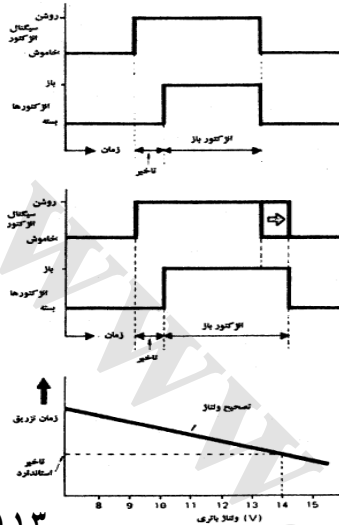 روشن
سیگنال
انژکتور
خاموش
باز
انژکتورها
بسته
زمان
انژکتور باز
تاخیر
روشن
سیگنال
انژکتور
خاموش
باز
انژکتورها
بسته
زمان
انژکتور باز
تاخیر
زمان تزریق
تصحیح ولتاژ
تاخیر
استاندارد
8 9 10 11 12 13 14 15
ولتاژ باتری (V)
۱۱۳
WWW